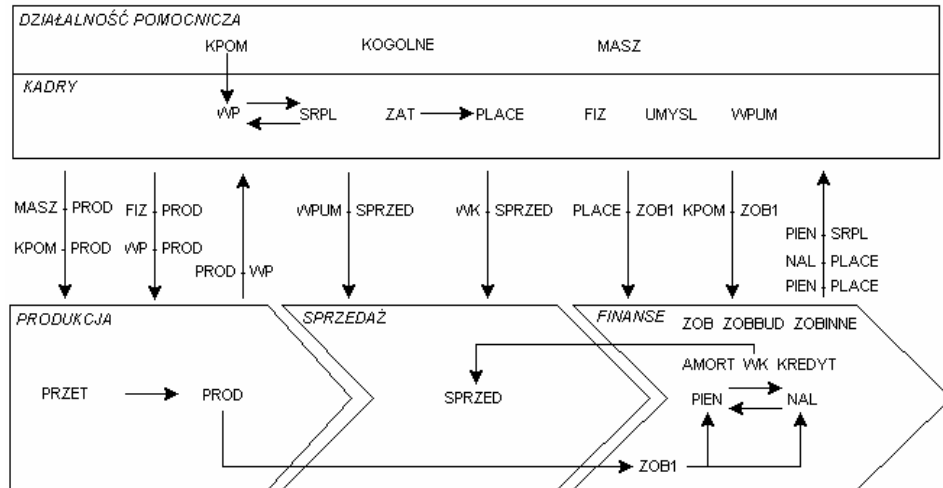 DZIAŁALNOŚĆ POMOCNICZA
KPOM KOGOLNE MASZ
KADRY
WP SRPL ZAT PLACE FIZ UMYSL WPUM
MASZ - PROD FIZ - PROD WPUM - SPRZED WK - SPRZED PLACE - ZOB1 KPOM - ZOB1
PIEN - SRPL
KPOM - PROD WP - PROD
NAL - PLACE
PROD - WP
PIEN - PLACE
PRODUKCJA SPRZEDAŻ FINANSE
ZOB ZOBBUD ZOBINNE
AMORT WK KREDYT
PRZET PROD SPRZED PIEN NAL
ZOB1